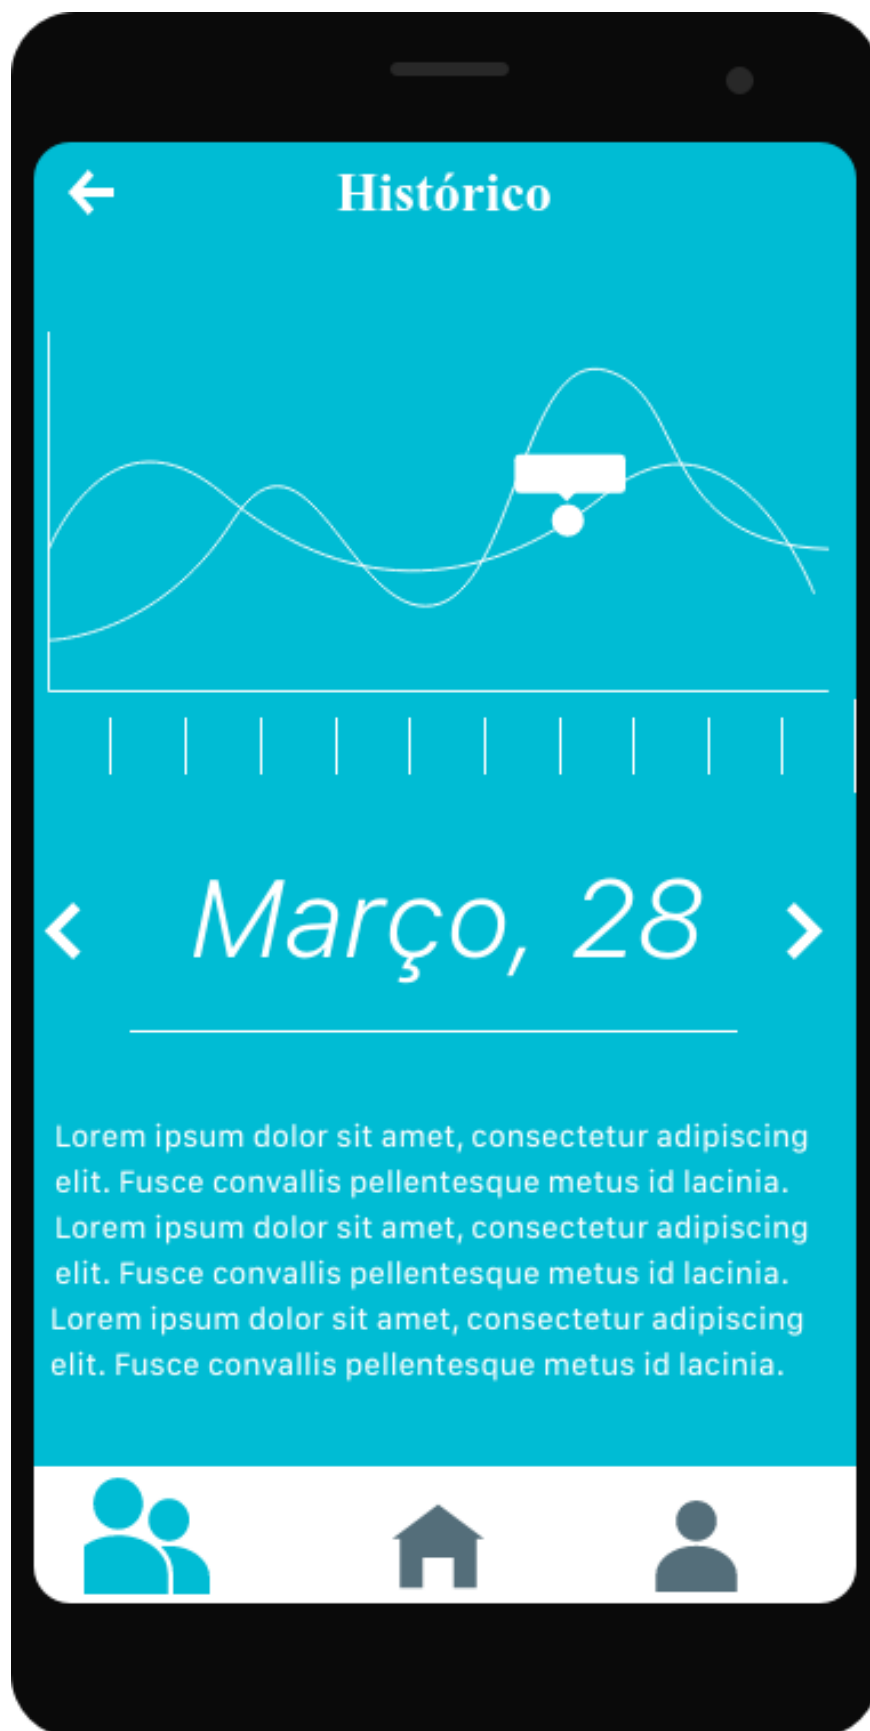 Histórico
Março, 28
Lorem ipsum dolor sit amet, consectetur adipiscing
elit. Fusce convallis pellentesque metus id lacinia.
Lorem ipsum dolor sit amet, consectetur adipiscing
elit. Fusce convallis pellentesque metus id lacinia.
Lorem ipsum dolor sit amet, consectetur adipiscing
elit. Fusce convallis pellentesque metus id lacinia.